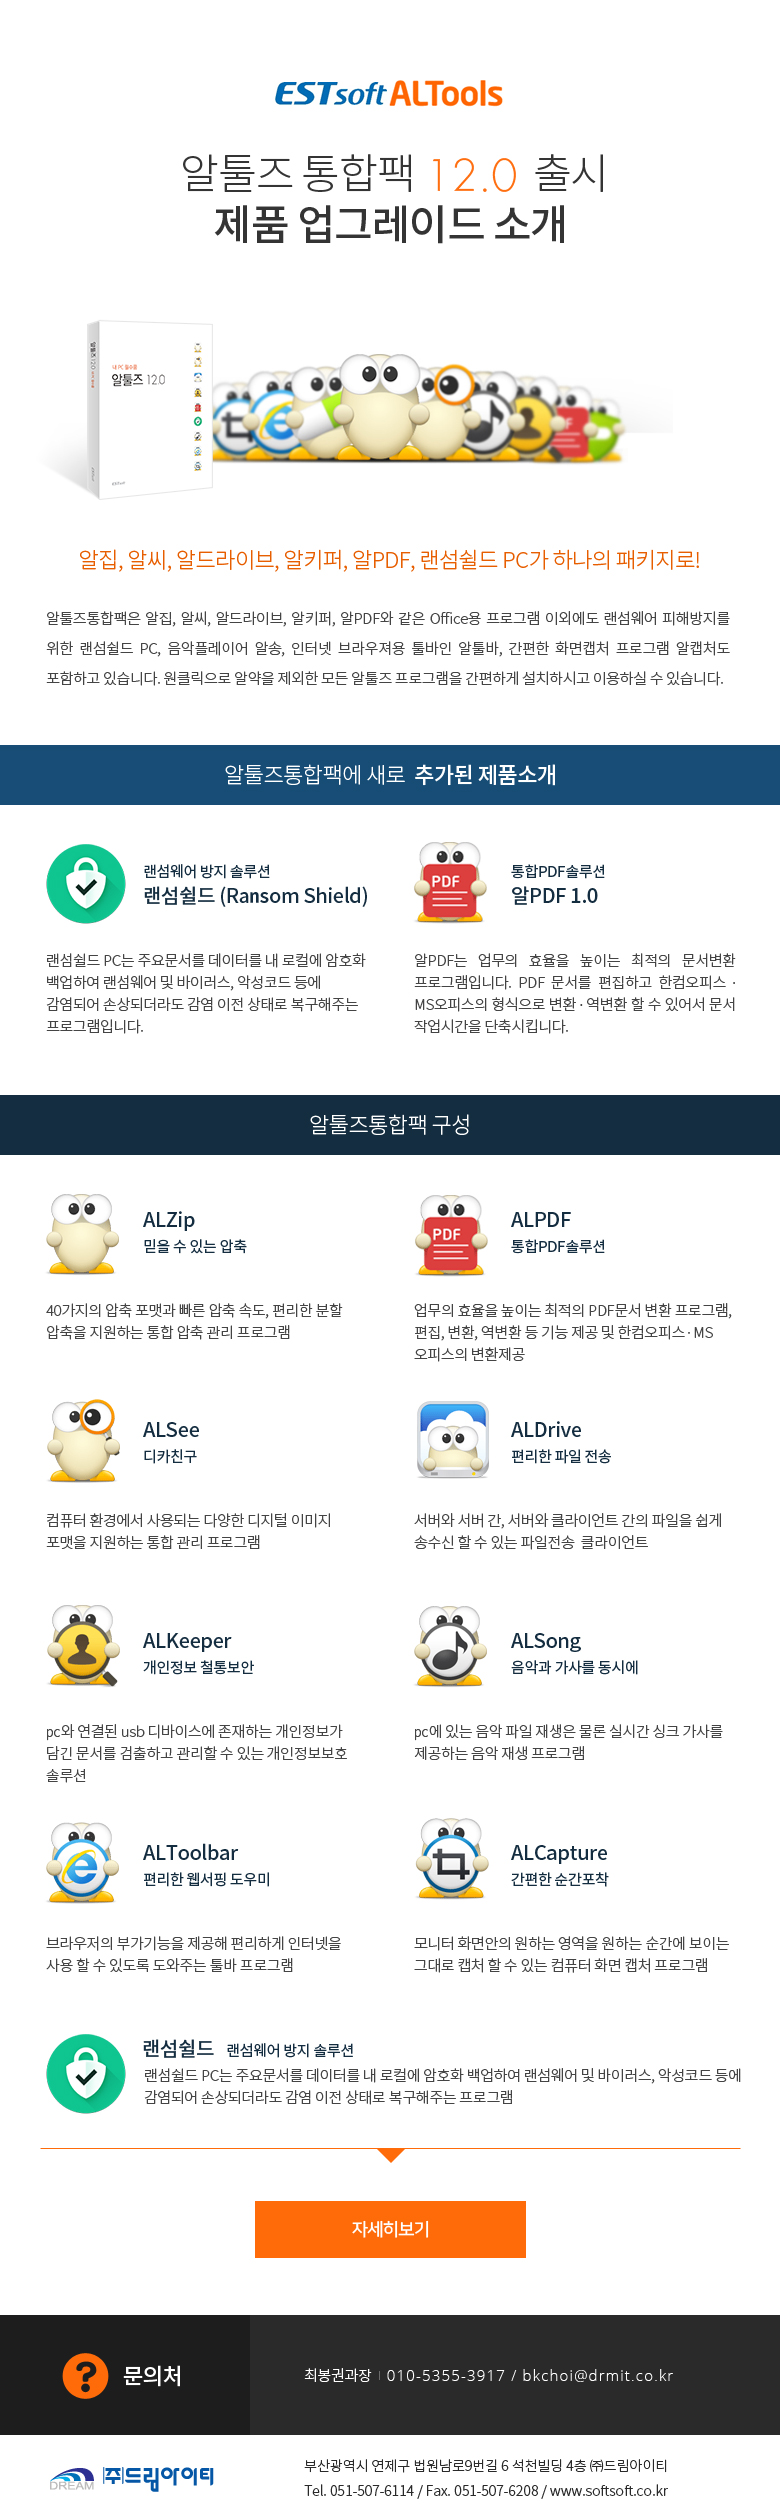 ESTsoft ALTools
알툴즈 통합팩 12.0 출시
제품 업그레이드 소개
내 PC 필수품
알툴즈 12.0
알툴즈 12.0
ESTsoft
PDF
알집, 알씨, 알드라이브, 알키퍼, 알PDF, 랜섬쉴드 PC가 하나의 패키지로!
알툴즈통합팩은 알집, 알씨, 알드라이브, 알키퍼, 알PDF와 같은 Office용 프로그램 이외에도 랜섬웨어 피해방지를
위한 랜섬쉴드 PC, 음악플레이어 알송, 인터넷 브라우져용 툴바인 알툴바, 간편한 화면캡처 프로그램 알캡처도
포함하고 있습니다. 원클릭으로 알약을 제외한 모든 알툴즈 프로그램을 간편하게 설치하시고 이용하실 수 있습니다.
알툴즈통합팩에 새로 추가된 제품소개
랜섬웨어 방지 솔루션
랜섬쉴드 (Ransom Shield)
랜섬쉴드 PC는 주요문서를 데이터를 내 로컬에 암호화
백업하여 랜섬웨어 및 바이러스, 악성코드 등에
감염되어 손상되더라도 감염 이전 상태로 복구해주는
프로그램입니다.
PDF
통합PDF솔루션
알PDF 1.0
알PDF는 업무의 효율을 높이는 최적의 문서변환
프로그램입니다. PDF 문서를 편집하고 한컴오피스 ·
MS오피스의 형식으로 변환 · 역변환 할 수 있어서 문서
작업시간을 단축시킵니다.
알툴즈통합팩 구성
ALZip
믿을 수 있는 압축
40가지의 압축 포맷과 빠른 압축 속도, 편리한 분할
압축을 지원하는 통합 압축 관리 프로그램
PDF
ALPDF
통합PDF솔루션
업무의 효율을 높이는 최적의 PDF문서 변환 프로그램,
편집, 변환, 역변환 등 기능 제공 및 한컴오피스 · MS
오피스의 변환제공
ALSee
디카친구
컴퓨터 환경에서 사용되는 다양한 디지털 이미지
포맷을 지원하는 통합 관리 프로그램
ALDrive
편리한 파일 전송
서버와 서버 간, 서버와 클라이언트 간의 파일을 쉽게
송수신 할 수 있는 파일전송 클라이언트
ALKeeper
개인정보 철통보안
pc와 연결된 usb 디바이스에 존재하는 개인정보가
담긴 문서를 검출하고 관리할 수 있는 개인정보보호
솔루션
ALSong
음악과 가사를 동시에
pc에 있는 음악 파일 재생은 물론 실시간 싱크 가사를
제공하는 음악 재생 프로그램
ALToolbar
편리한 웹서핑 도우미
브라우저의 부가기능을 제공해 편리하게 인터넷을
사용 할 수 있도록 도와주는 툴바 프로그램
ALCapture
간편한 순간포착
모니터 화면안의 원하는 영역을 원하는 순간에 보이는
그대로 캡처 할 수 있는 컴퓨터 화면 캡처 프로그램
랜섬쉴드 랜섬웨어 방지 솔루션
랜섬쉴드 PC는 주요문서를 데이터를 내 로컬에 암호화 백업하여 랜섬웨어 및 바이러스, 악성코드 등에
감염되어 손상되더라도 감염 이전 상태로 복구해주는 프로그램
자세히보기
? 문의처
최봉권과장 | 010-5355-3917 / bkchoi@drmit.co.kr
DREAM (주)드림아이티
부산광역시 연제구 법원남로9번길 6 석천빌딩 4층 ㈜드림아이티
Tel. 051-507-6114 / Fax. 051-507-6208 / www.softsoft.co.kr